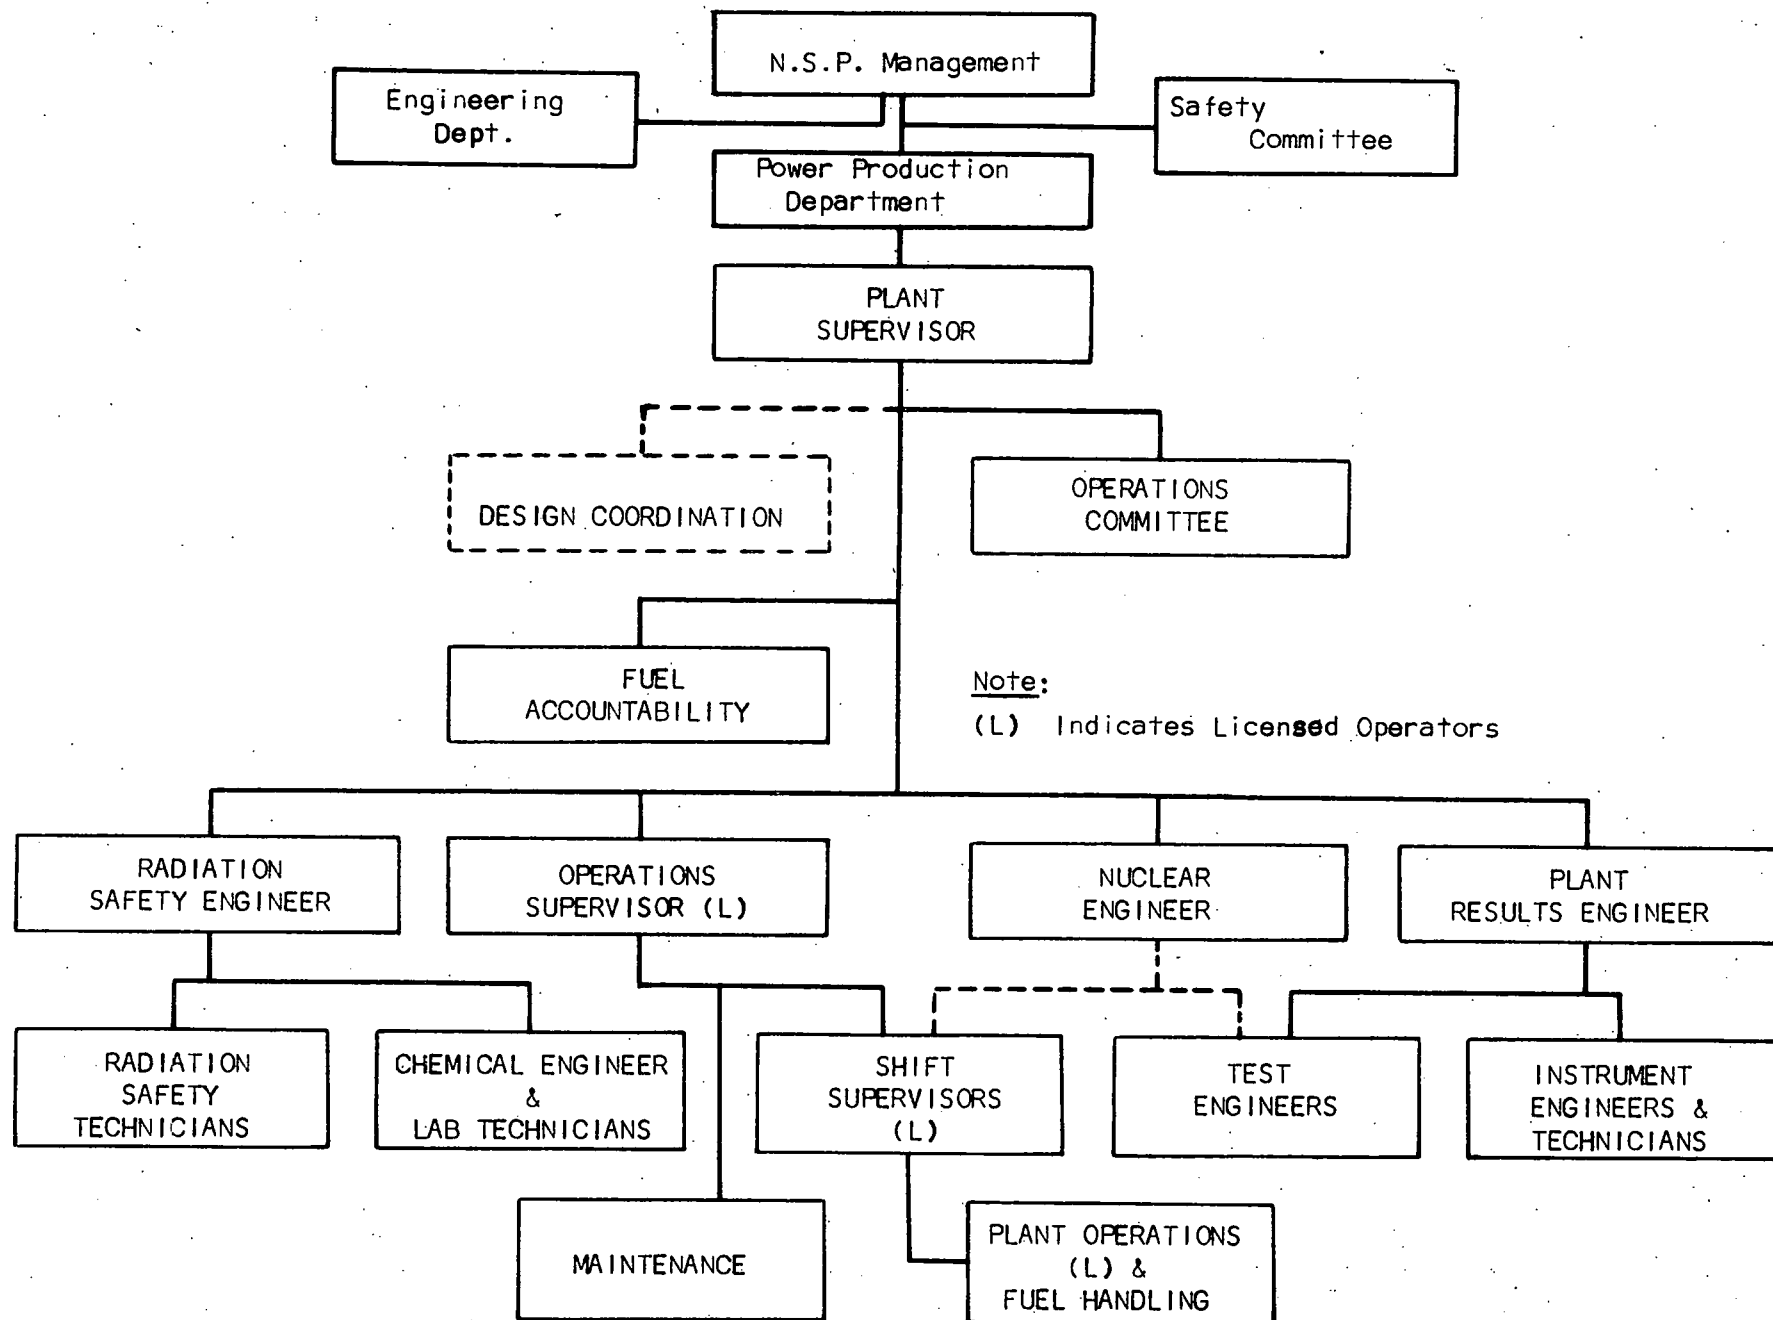 N.S.P. Management
Engineering
Dept.
Safety
Committee
Power Production
Department
PLANT
SUPERVISOR
DESIGN COORDINATION
OPERATIONS
COMMITTEE
FUEL
ACCOUNTABILITY
Note:
(L) Indicates Licensed Operators
RADIATION
SAFETY ENGINEER
OPERATIONS
SUPERVISOR (L)
NUCLEAR
ENGINEER
PLANT
RESULTS ENGINEER
RADIATION
SAFETY
TECHNICIANS
CHEMICAL ENGINEER
&
LAB TECHNICIANS
SHIFT
SUPERVISORS
(L)
TEST
ENGINEERS
INSTRUMENT
ENGINEERS &
TECHNICIANS
MAINTENANCE
PLANT OPERATIONS
(L) &
FUEL HANDLING